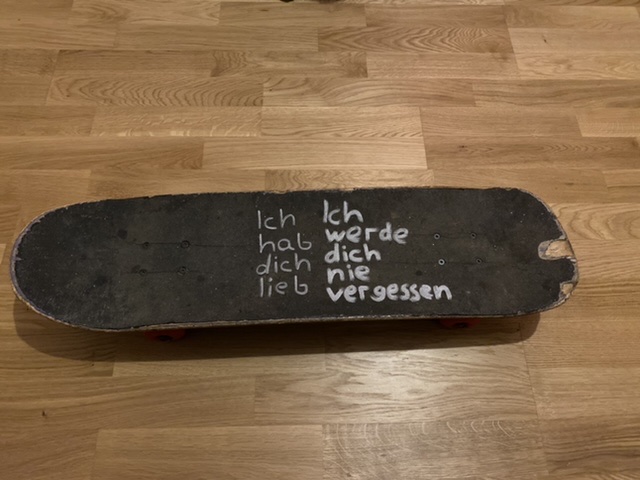 Ich
hab
dich
lieb
Ich
werde
dich
nie
vergessen